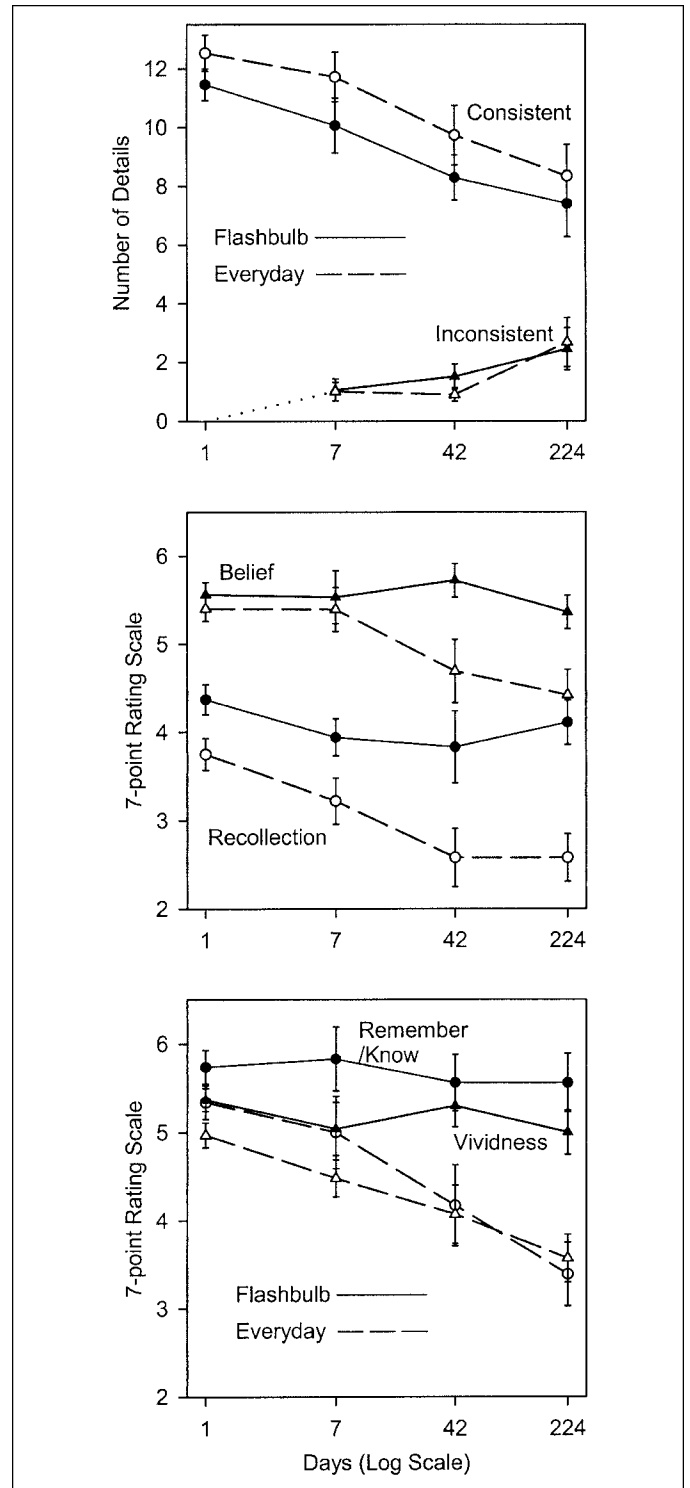 12
10
8
6
4
2
0
Number of Details
Consistent
Flashbulb
Everyday
Inconsistent
1 7 42 224
6
5
4
3
2
7-point Rating Scale
Belief
Recollection
1 7 42 224
6
5
4
3
2
7-point Rating Scale
Remember
/Know
Vividness
Flashbulb
Everyday
1 7 42 224
Days (Log Scale)